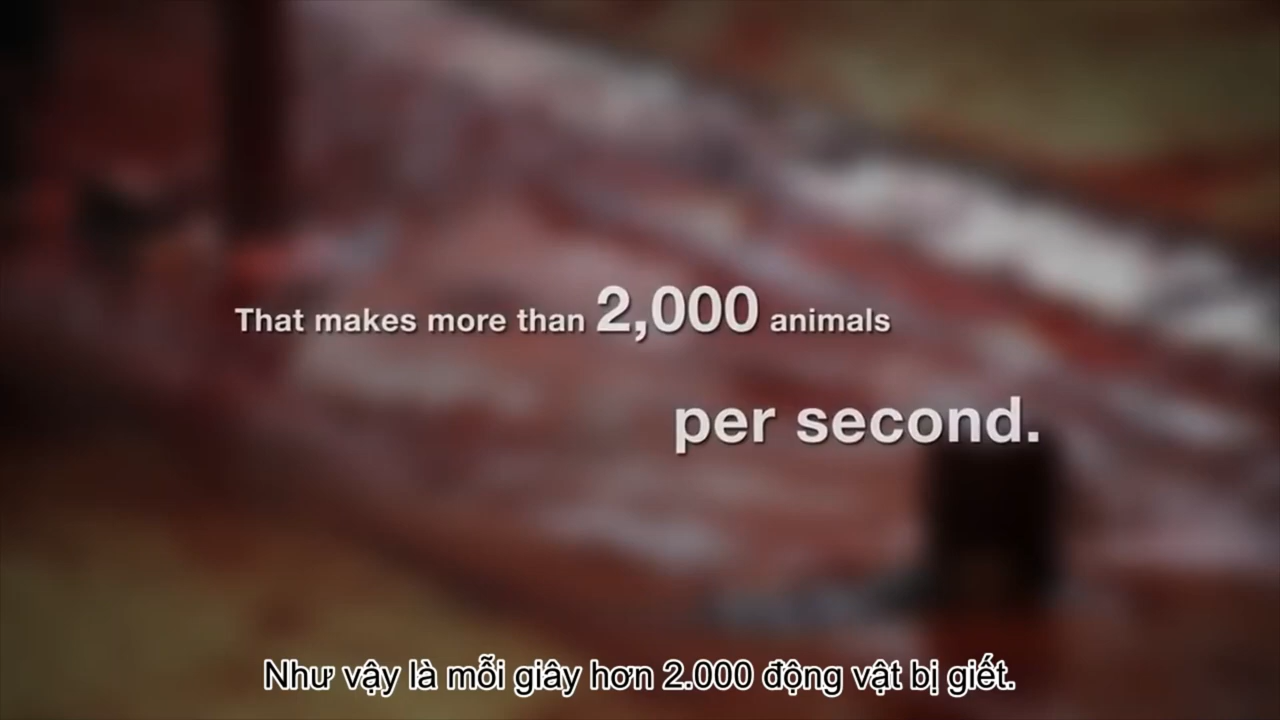 That makes more than 2,000 animals
per second.
Như vậy là mỗi giây hơn 2.000 động vật bị giết.